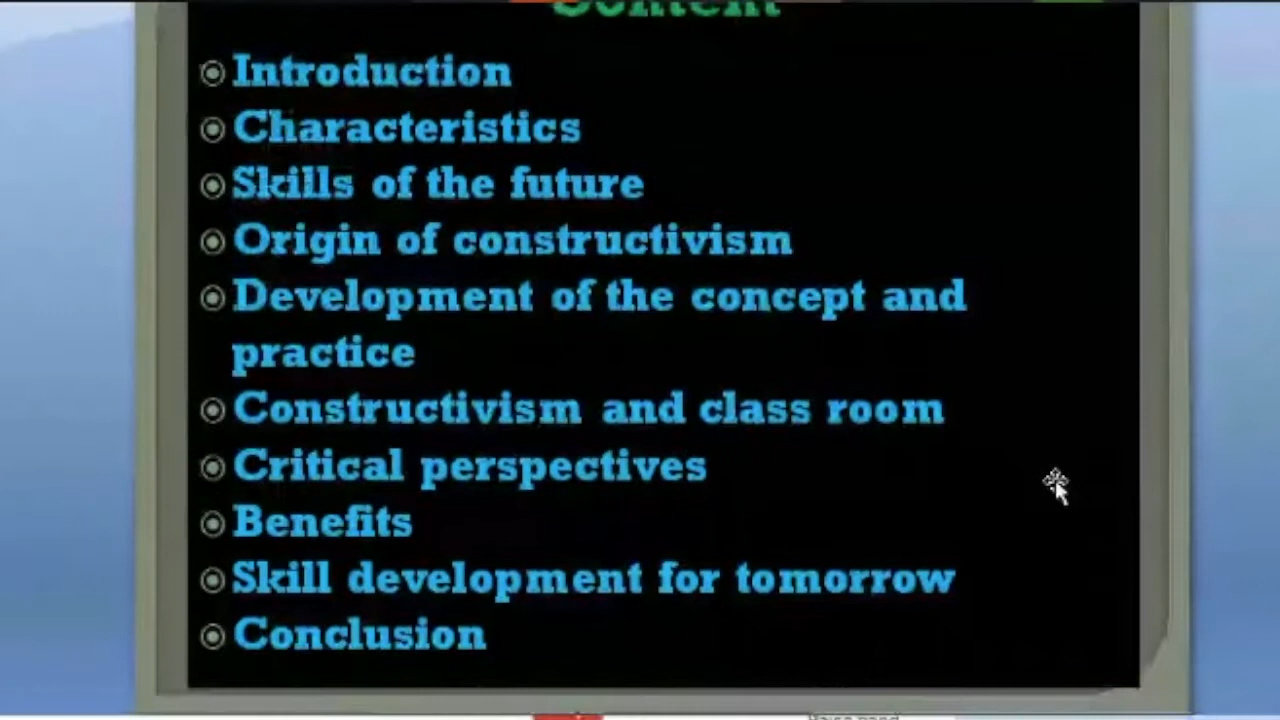 Content
Introduction
Characteristics
Skills of the future
Origin of constructivism
Development of the concept and
practice
Constructivism and class room
Critical perspectives
Benefits
Skill development for tomorrow
Conclusion